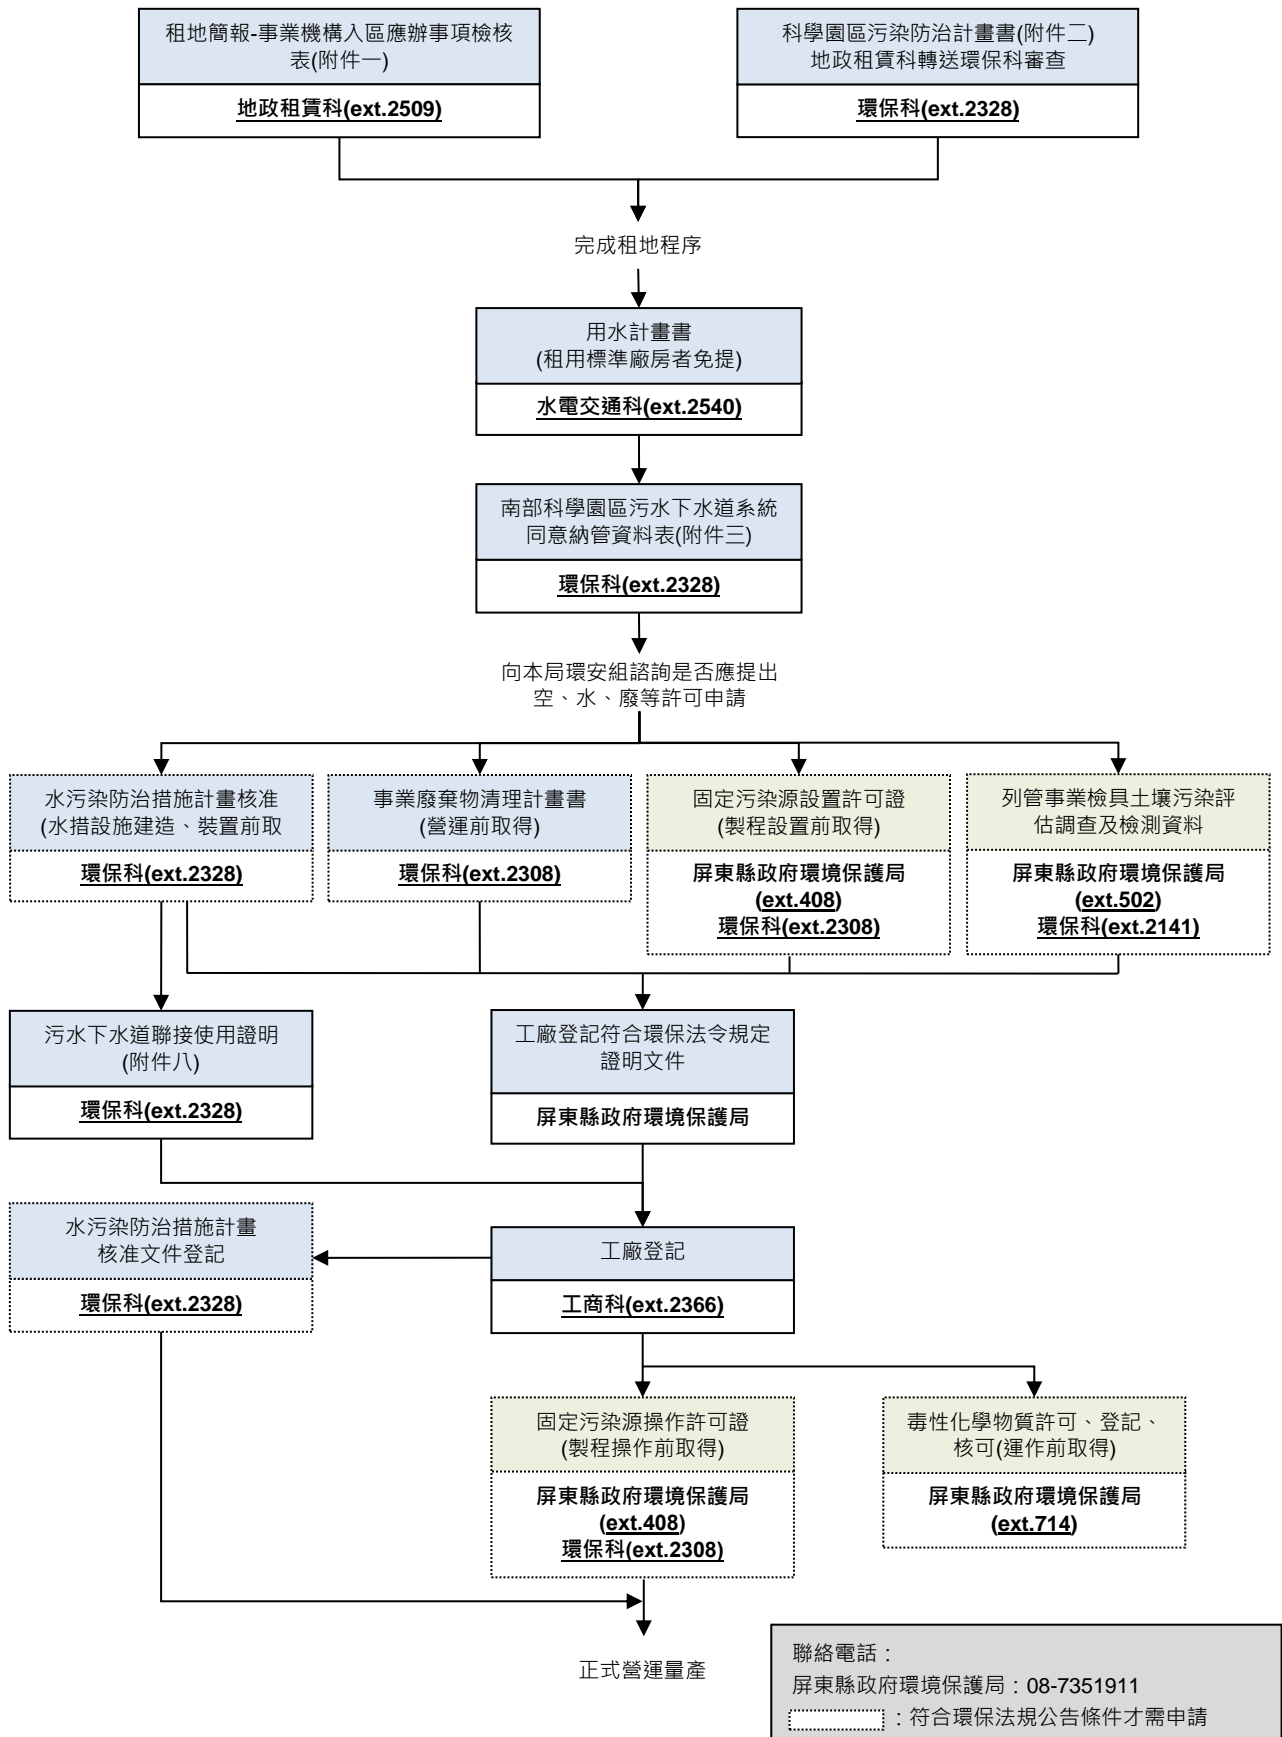 租地簡報-事業機構入區應辦事項檢核
表(附件一)
地政租賃科(ext.2509)
科學園區污染防治計畫書(附件二)
地政租賃科轉送環保科審查
環保科(ext.2328)
完成租地程序
用水計畫書
(租用標準廠房者免提)
水電交通科(ext.2540)
南部科學園區污水下水道系統
同意納管資料表(附件三)
環保科(ext.2328)
向本局環安組諮詢是否應提出
空、水、廢等許可申請
水污染防治措施計畫核准
(水措設施建造、裝置前取
環保科(ext.2328)
事業廢棄物清理計畫書
(營運前取得)
環保科(ext.2308)
固定污染源設置許可證
(製程設置前取得)
屏東縣政府環境保護局
(ext.408)
環保科(ext.2308)
列管事業檢具土壤污染評
估調查及檢測資料
屏東縣政府環境保護局
(ext.502)
環保科(ext.2141)
污水下水道聯接使用證明
(附件八)
環保科(ext.2328)
工廠登記符合環保法令規定
證明文件
屏東縣政府環境保護局
水污染防治措施計畫
核准文件登記
環保科(ext.2328)
工廠登記
工商科(ext.2366)
固定污染源操作許可證
(製程操作前取得)
屏東縣政府環境保護局
(ext.408)
環保科(ext.2308)
毒性化學物質許可、登記、
核可(運作前取得)
屏東縣政府環境保護局
(ext.714)
正式營運量產
聯絡電話：
屏東縣政府環境保護局：08-7351911
：符合環保法規公告條件才需申請